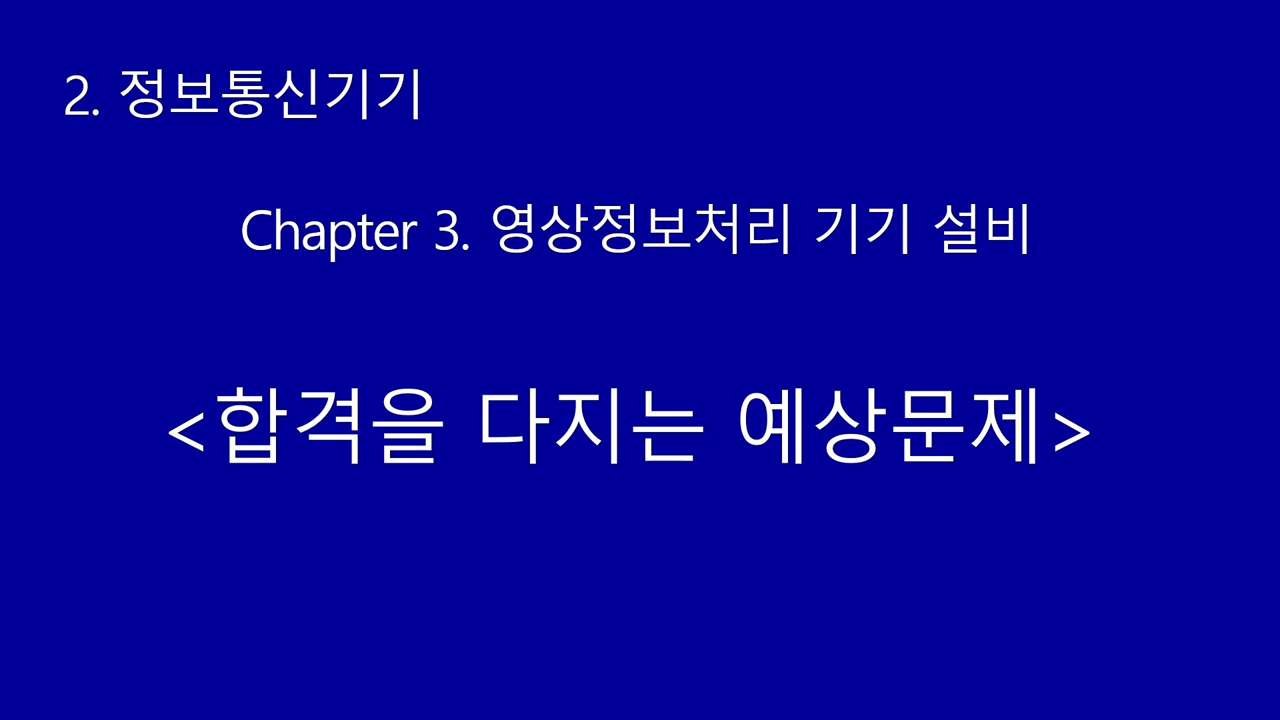 2. 정보통신기기
Chapter 3. 영상정보처리 기기 설비
<합격을 다지는 예상문제>